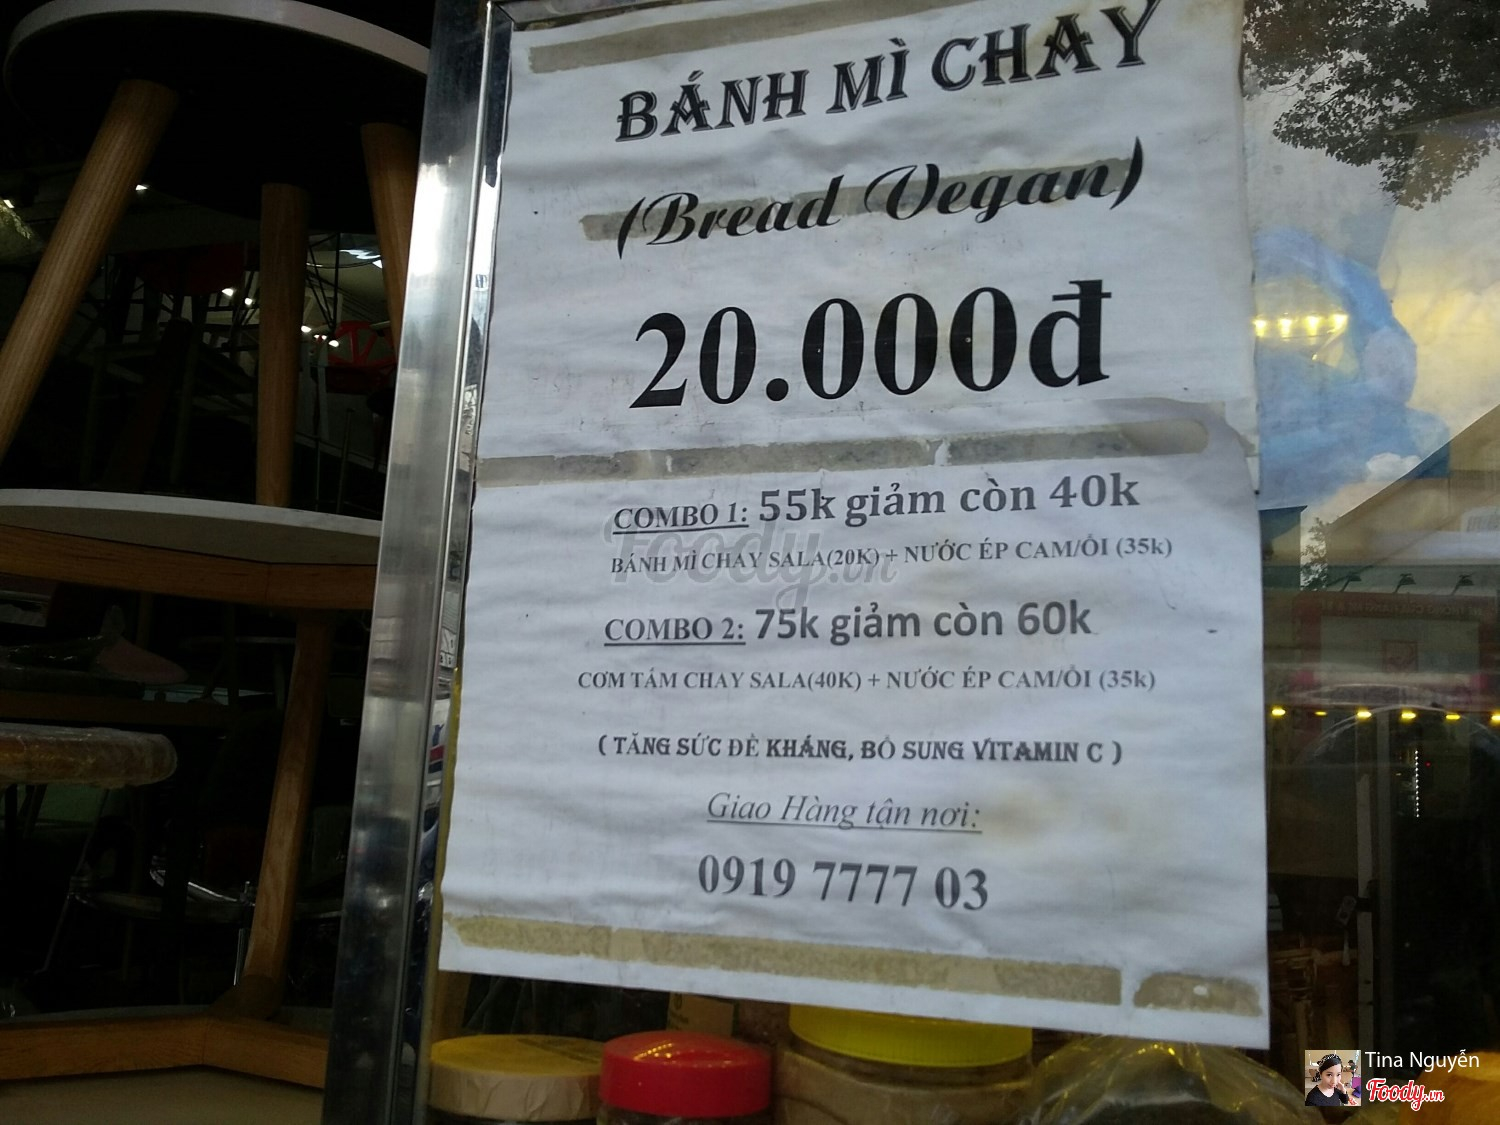 BÁNH MÌ CHAY
(Bread Vegan)
20.000đ
COMBO 1: 55k giảm còn 40k
BÁNH MÌ CHAY SALA(20K) + NƯỚC ÉP CAM/ỔI (35k)
COMBO 2: 75k giảm còn 60k
CƠM TẤM CHAY SALA(40K) + NƯỚC ÉP CAM/ỔI (35k)
( TĂNG SỨC ĐỀ KHÁNG, BỔ SUNG VITAMIN C )
Giao Hàng tận nơi:
0919 7777 03
Foody.vn
Tina Nguyễn
Foody.vn